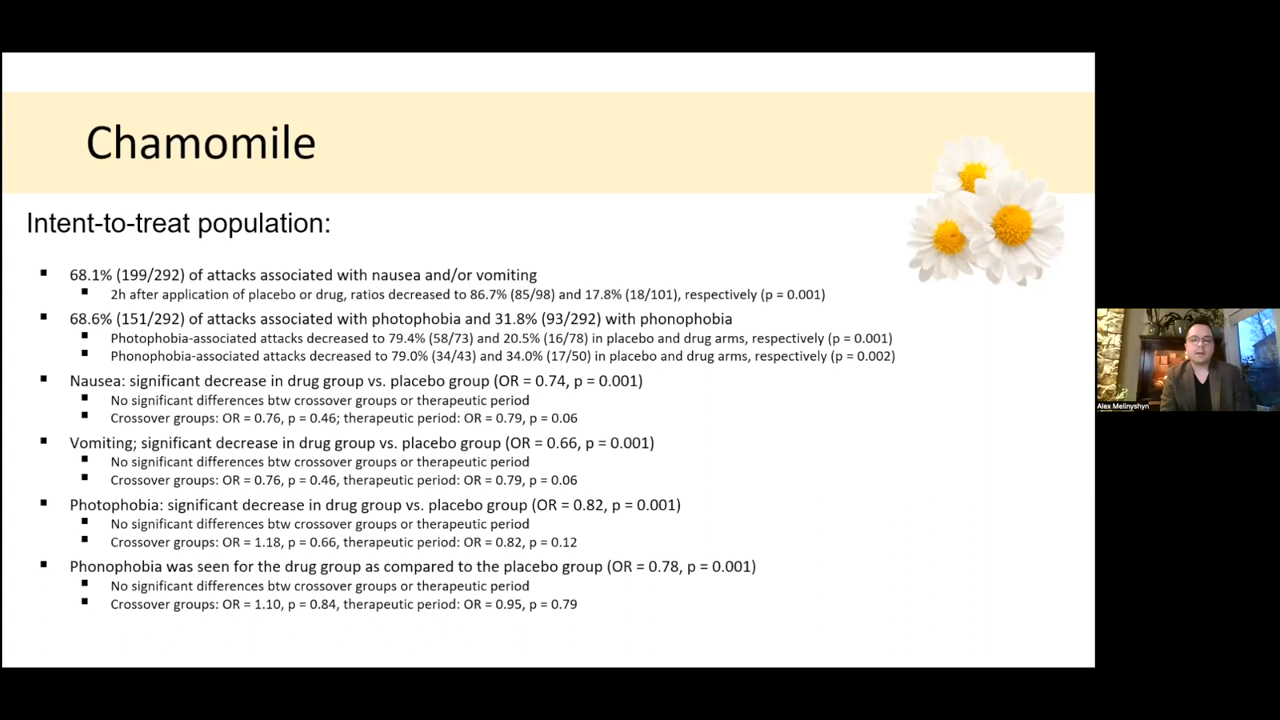 Chamomile
Intent-to-treat population:
68.1% (199/292) of attacks associated with nausea and/or vomiting
2h after application of placebo or drug, ratios decreased to 86.7% (85/98) and 17.8% (18/101), respectively (p = 0.001)
68.6% (151/292) of attacks associated with photophobia and 31.8% (93/292) with phonophobia
Photophobia-associated attacks decreased to 79.4% (58/73) and 20.5% (16/78) in placebo and drug arms, respectively (p = 0.001)
Phonophobia-associated attacks decreased to 79.0% (34/43) and 34.0% (17/50) in placebo and drug arms, respectively (p = 0.002)
Nausea: significant decrease in drug group vs. placebo group (OR = 0.74, p = 0.001)
No significant differences btw crossover groups or therapeutic period
Crossover groups: OR = 0.76, p = 0.46; therapeutic period: OR = 0.79, p = 0.06
Vomiting; significant decrease in drug group vs. placebo group (OR = 0.66, p = 0.001)
No significant differences btw crossover groups or therapeutic period
Crossover groups: OR = 0.76, p = 0.46; therapeutic period: OR = 0.79, p = 0.06
Photophobia: significant decrease in drug group vs. placebo group (OR = 0.82, p = 0.001)
No significant differences btw crossover groups or therapeutic period
Crossover groups: OR = 1.18, p = 0.66, therapeutic period: OR = 0.82, p = 0.12
Phonophobia was seen for the drug group as compared to the placebo group (OR = 0.78, p = 0.001)
No significant differences btw crossover groups or therapeutic period
Crossover groups: OR = 1.10, p = 0.84, therapeutic period: OR = 0.95, p = 0.79
Alex Melinyshyn